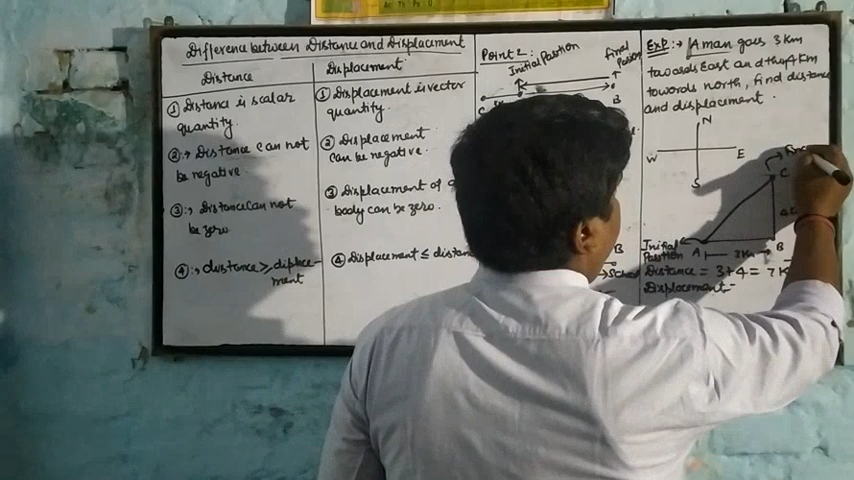 Difference between Distance and Displacement
Distance
① Distance is scalar
quantity.
②:→ Distance can not
be negative
③:→ Distance can not
be zero
④:→ distance > diplace-
ment
Displacement
① Displacement is vector
quantity.
② Displacement
can be negative.
③ Displacement of
body can be zero.
④ Displacement ≤ distance
Point 2:
Initial Position
final
B
B
ExP:→ A man goes 3 Km
towards East and then 4 Km
towards north, find distance
and displacement.
N
W E
S
C
Initial
Position A 3 Km B
Distance = 3+4 = 7 K
Displacement =